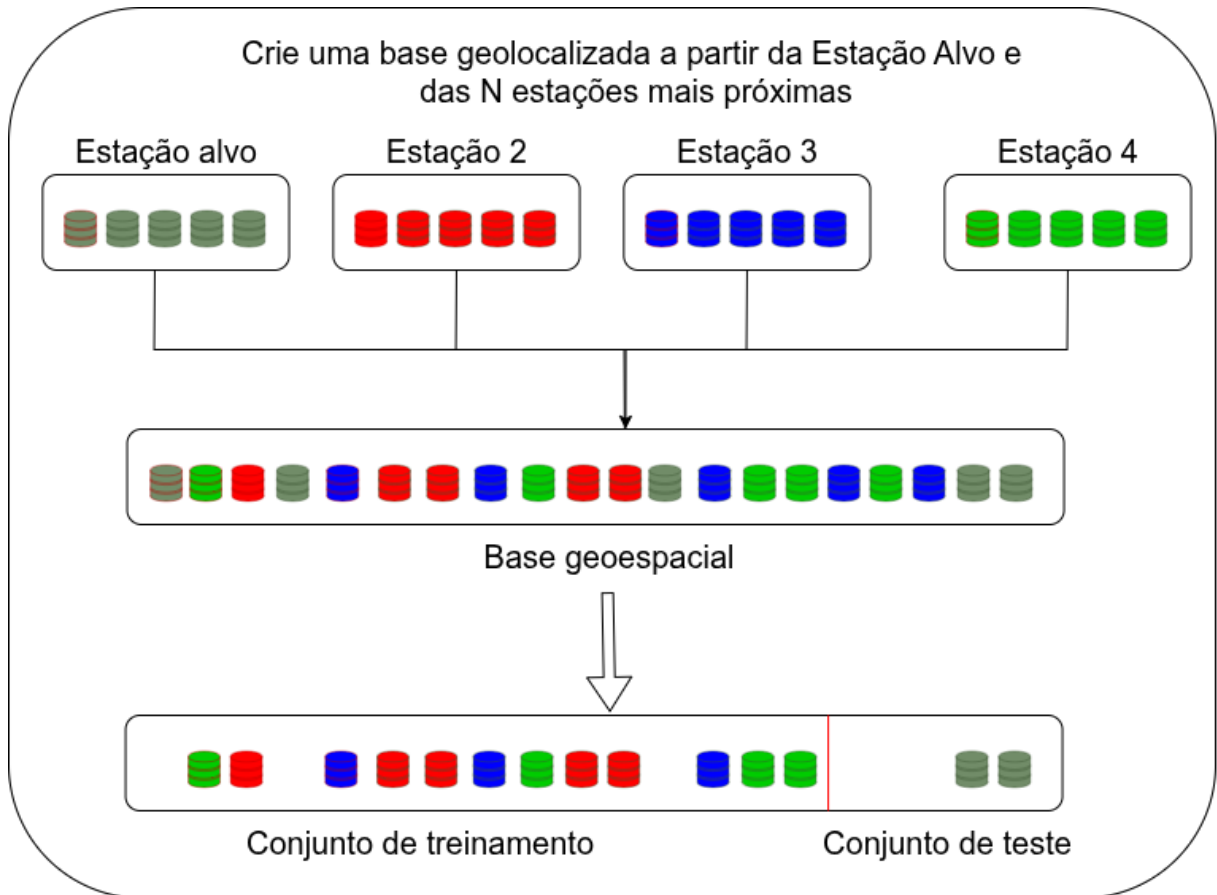 Crie uma base geolocalizada a partir da Estação Alvo e
das N estações mais próximas
Estação alvo
Estação 2
Estação 3
Estação 4
Base geoespacial
Conjunto de treinamento
Conjunto de teste